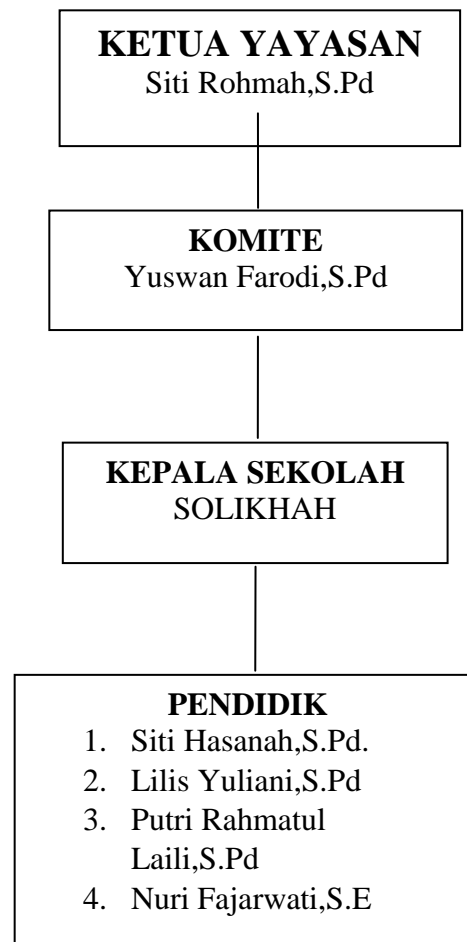 KETUA YAYASAN
Siti Rohmah,S.Pd
KOMITE
Yuswan Farodi,S.Pd
KEPALA SEKOLAH
SOLIKHAH
PENDIDIK
1. Siti Hasanah,S.Pd.
2. Lilis Yuliani,S.Pd
3. Putri Rahmatul
Laili,S.Pd
4. Nuri Fajarwati,S.E